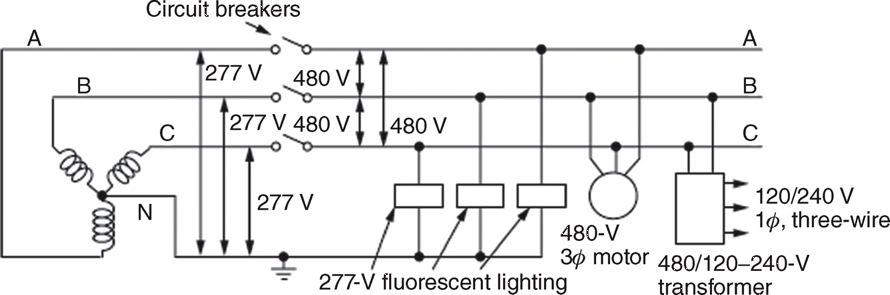 Circuit breakers
A
A
277 V
480 V
B
B
277 V
480 V
480 V
C
C
277 V
N
120/240 V
1ϕ, three-wire
480-V
3ϕ motor
277-V fluorescent lighting
480/120–240-V
transformer